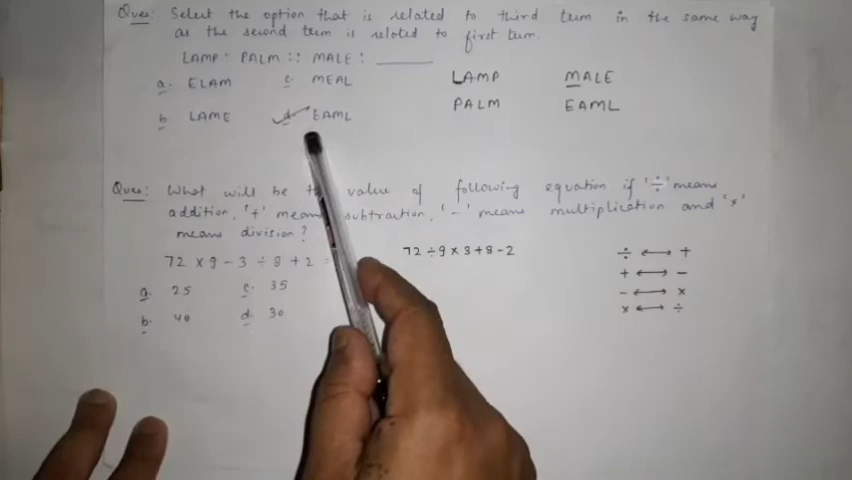 Ques: Select the option that is related to third term in the same way
as the second term is related to first term.
LAMP : PALM :: MALE : ______
a. ELAM c. MEAL
b. LAME d. EAML
LAMP MALE
PALM EAML
Ques: What will be the value of following equation if '÷' means
addition, '+' means subtraction, '-' means multiplication and 'x'
means division?
72 x 9 - 3 ÷ 8 + 2 =
a. 25 c. 35
b. 40 d. 30
72 ÷ 9 x 3 + 8 - 2
÷ ⟷ +
+ ⟷ -
- ⟷ x
x ⟷ ÷